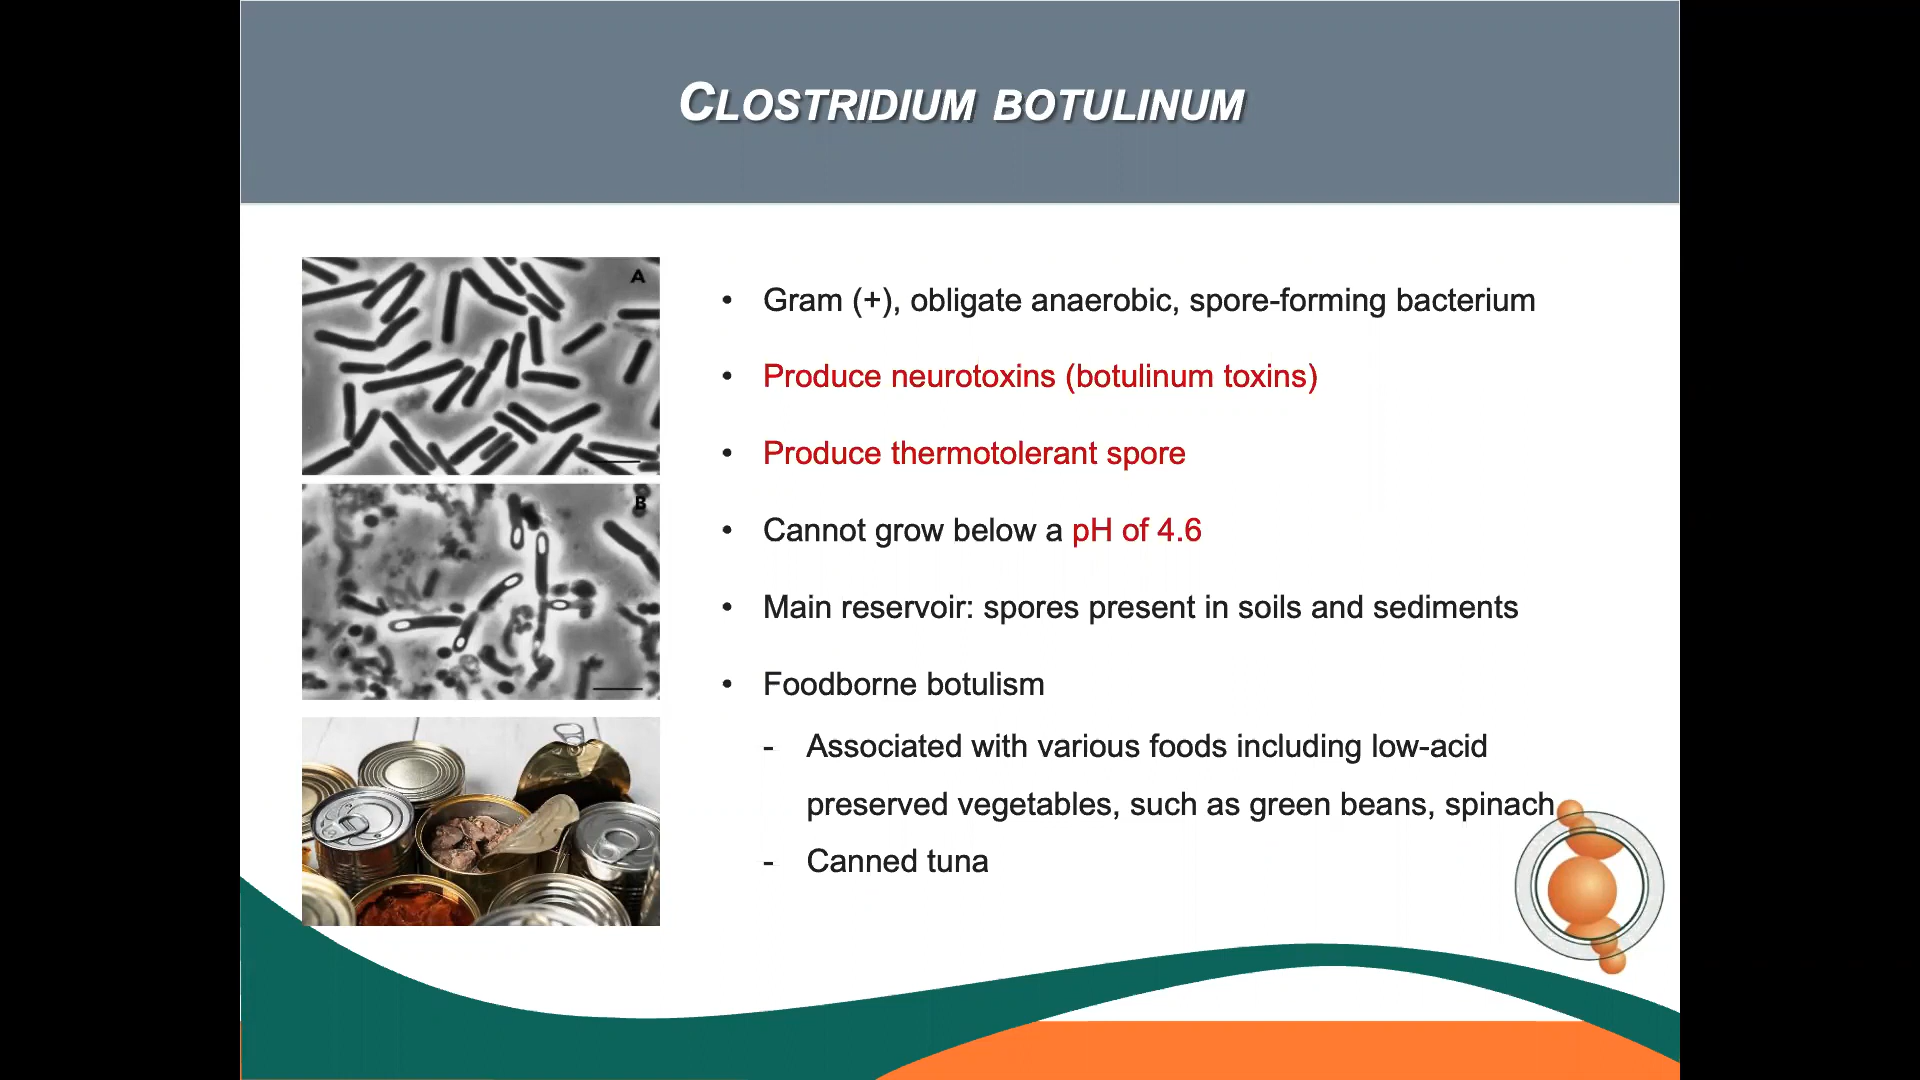 CLOSTRIDIUM BOTULINUM
A
B
• Gram (+), obligate anaerobic, spore-forming bacterium
• Produce neurotoxins (botulinum toxins)
• Produce thermotolerant spore
• Cannot grow below a pH of 4.6
• Main reservoir: spores present in soils and sediments
• Foodborne botulism
- Associated with various foods including low-acid
preserved vegetables, such as green beans, spinach
- Canned tuna